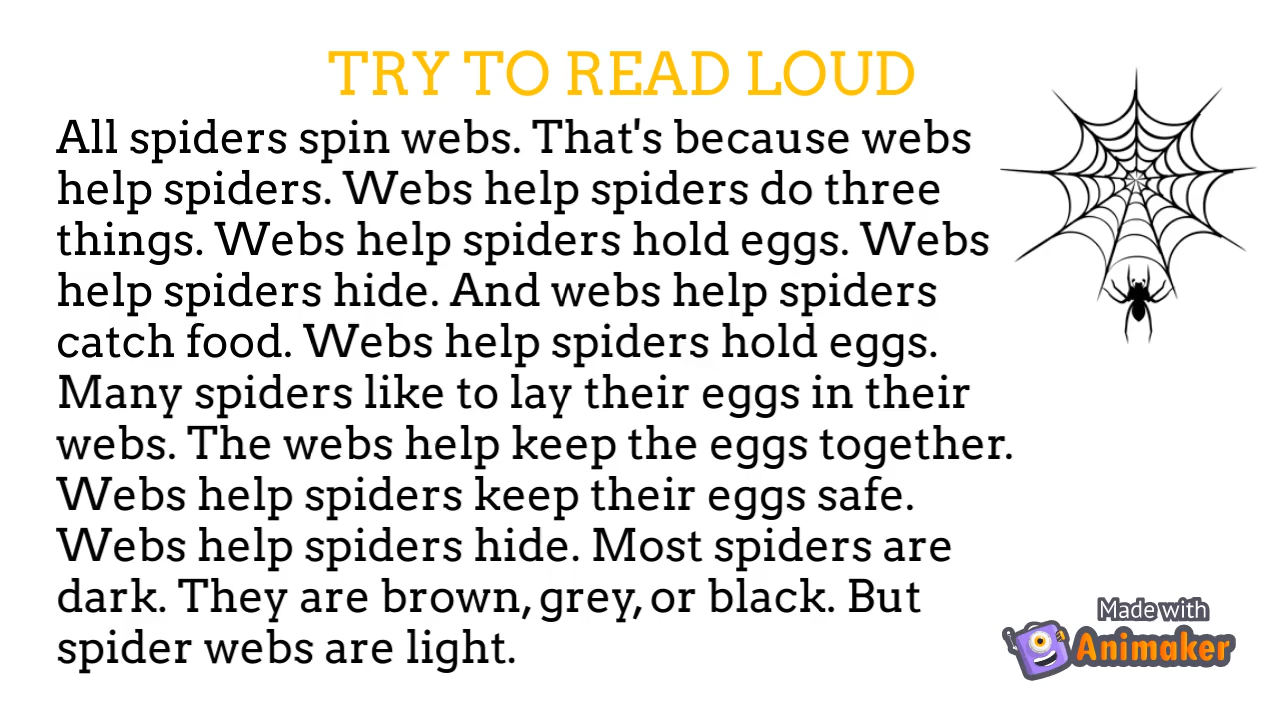 TRY TO READ LOUD
All spiders spin webs. That's because webs
help spiders. Webs help spiders do three
things. Webs help spiders hold eggs. Webs
help spiders hide. And webs help spiders
catch food. Webs help spiders hold eggs.
Many spiders like to lay their eggs in their
webs. The webs help keep the eggs together.
Webs help spiders keep their eggs safe.
Webs help spiders hide. Most spiders are
dark. They are brown, grey, or black. But
spider webs are light.
Made with
Animaker